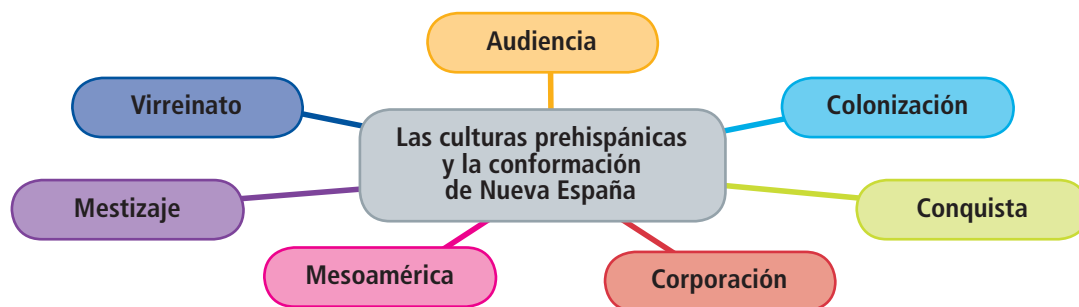 Audiencia
Virreinato
Colonización
Las culturas prehispánicas
y la conformación
de Nueva España
Mestizaje
Conquista
Mesoamérica
Corporación